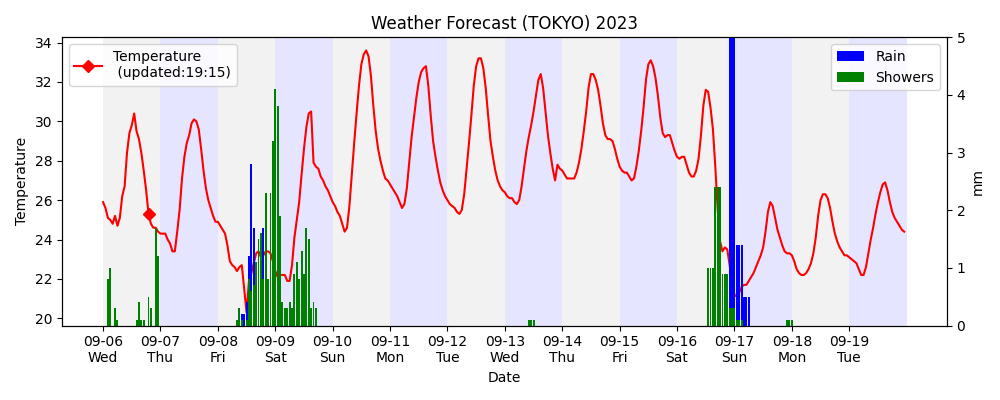 Weather Forecast (TOKYO) 2023
Temperature
(updated:19:15)
Rain
Showers
Temperature
34
32
30
28
26
24
22
20
5
4
3
2
1
0
mm
09-06 09-07 09-08 09-09 09-10 09-11 09-12 09-13 09-14 09-15 09-16 09-17 09-18 09-19
Wed Thu Fri Sat Sun Mon Tue Wed Thu Fri Sat Sun Mon Tue
Date